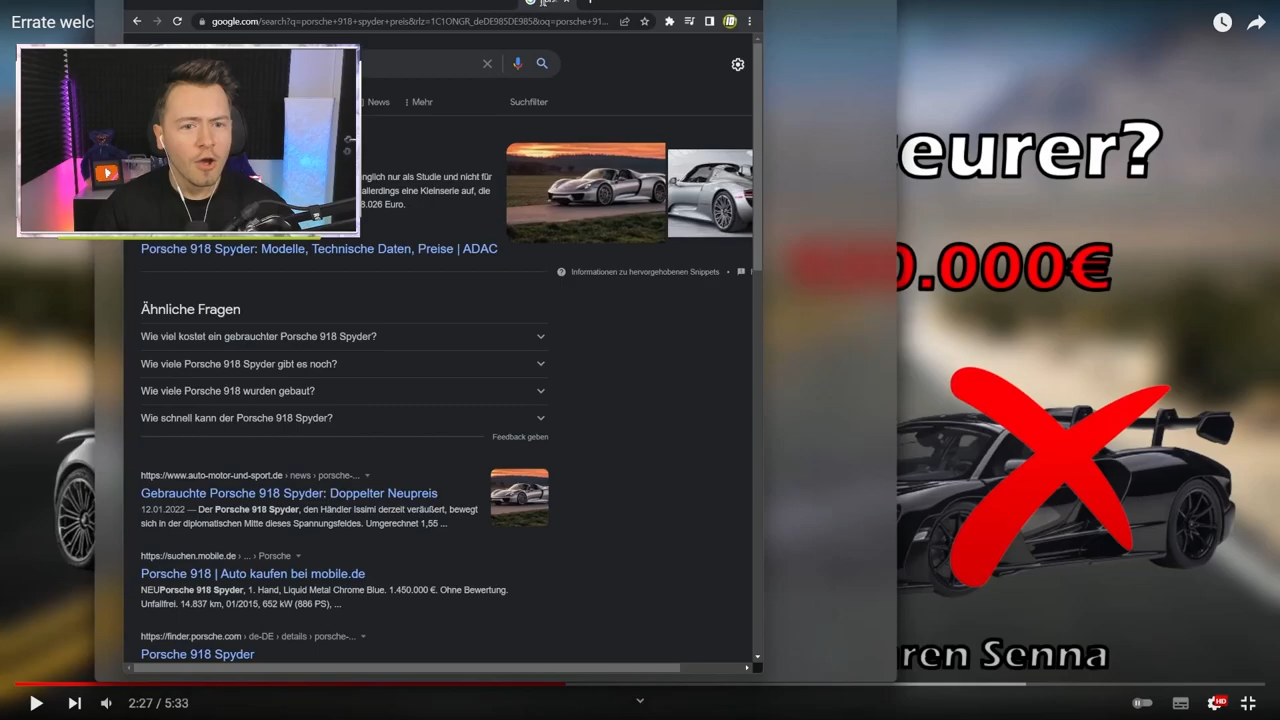 Errate welc
google.com/search?q=porsche+918+spyder+preis&rlz=1C1ONGR_deDE985DE985&oq=porsche+91...
News
Mehr
Suchfilter
nglich nur als Studie und nicht für
allerdings eine Kleinserie auf, die
8.026 Euro.
Porsche 918 Spyder: Modelle, Technische Daten, Preise | ADAC
Informationen zu hervorgehobenen Snippets
Ähnliche Fragen
Wie viel kostet ein gebrauchter Porsche 918 Spyder?
Wie viele Porsche 918 Spyder gibt es noch?
Wie viele Porsche 918 wurden gebaut?
Wie schnell kann der Porsche 918 Spyder?
Feedback geben
https://www.auto-motor-und-sport.de › news › porsche-...
Gebrauchte Porsche 918 Spyder: Doppelter Neupreis
12.01.2022 — Der Porsche 918 Spyder, den Händler Issimi derzeit veräußert, bewegt
sich in der diplomatischen Mitte dieses Spannungsfeldes. Umgerechnet 1,55 ...
https://suchen.mobile.de › ... › Porsche
Porsche 918 | Auto kaufen bei mobile.de
NEUPorsche 918 Spyder, 1. Hand, Liquid Metal Chrome Blue. 1.450.000 €. Ohne Bewertung.
Unfallfrei. 14.837 km, 01/2015, 652 kW (886 PS), ...
https://finder.porsche.com › de-DE › details › porsche-...
Porsche 918 Spyder
eurer?
0.000€
ren Senna
2:27 / 5:33
HD